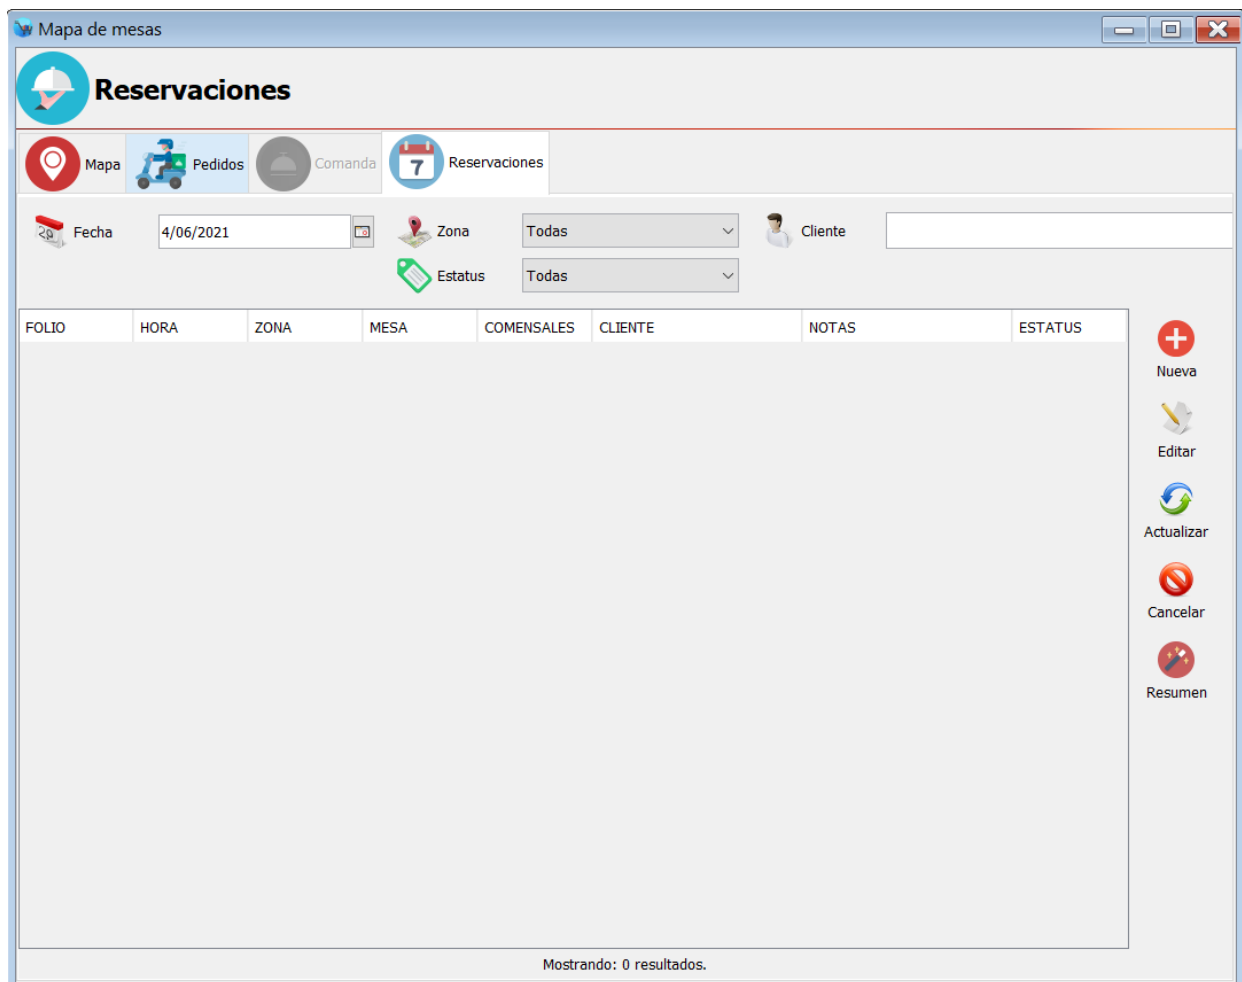 Mapa de mesas
Reservaciones
Mapa Pedidos Comanda 7 Reservaciones
Fecha 4/06/2021 Zona Todas Cliente
Estatus Todas
FOLIO HORA ZONA MESA COMENSALES CLIENTE NOTAS ESTATUS
Nueva
Editar
Actualizar
Cancelar
Resumen
Mostrando: 0 resultados.